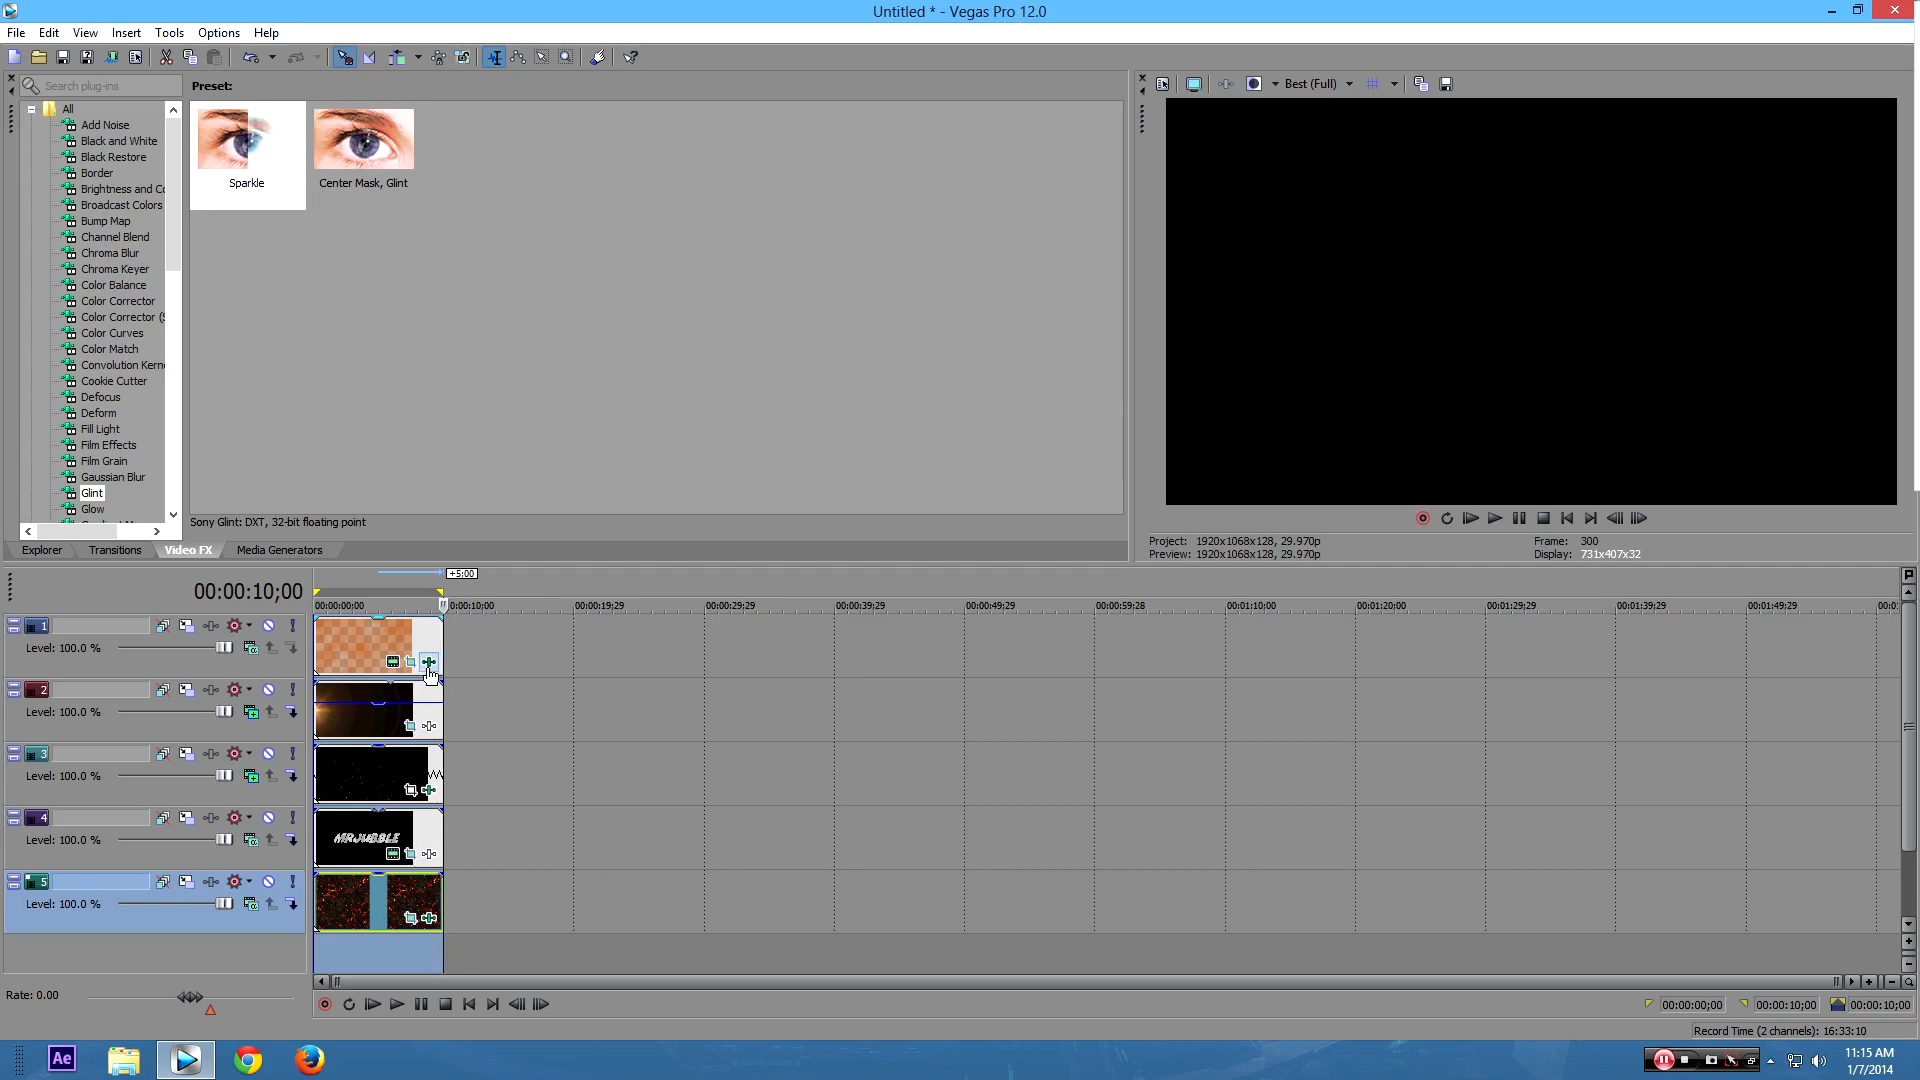 Untitled * - Vegas Pro 12.0
File Edit View Insert Tools Options Help
Search plug-ins
Preset:
Best (Full)
All
Add Noise
Black and White
Black Restore
Border
Brightness and Co
Broadcast Colors
Bump Map
Channel Blend
Chroma Blur
Chroma Keyer
Color Balance
Color Corrector
Color Corrector (S
Color Curves
Color Match
Convolution Kerne
Cookie Cutter
Defocus
Deform
Fill Light
Film Effects
Film Grain
Gaussian Blur
Glint
Glow
Sparkle
Center Mask, Glint
Sony Glint: DXT, 32-bit floating point
Explorer Transitions Video FX Media Generators
Project: 1920x1068x128, 29.970p
Preview: 1920x1068x128, 29.970p
Frame: 300
Display: 731x407x32
00:00:10;00
+5;00
00:00:00;00 00:00:10;00 00:00:19;29 00:00:29;29 00:00:39;29 00:00:49;29 00:00:59;28 00:01:10;00 00:01:20;00 00:01:29;29 00:01:39;29 00:01:49;29 00:0
1
Level: 100.0 %
2
Level: 100.0 %
3
Level: 100.0 %
4
Level: 100.0 %
MRJUBBLE
5
Level: 100.0 %
Rate: 0.00
00:00:00;00 00:00:10;00 00:00:10;00
Record Time (2 channels): 16:33:10
Ae
11:15 AM
1/7/2014